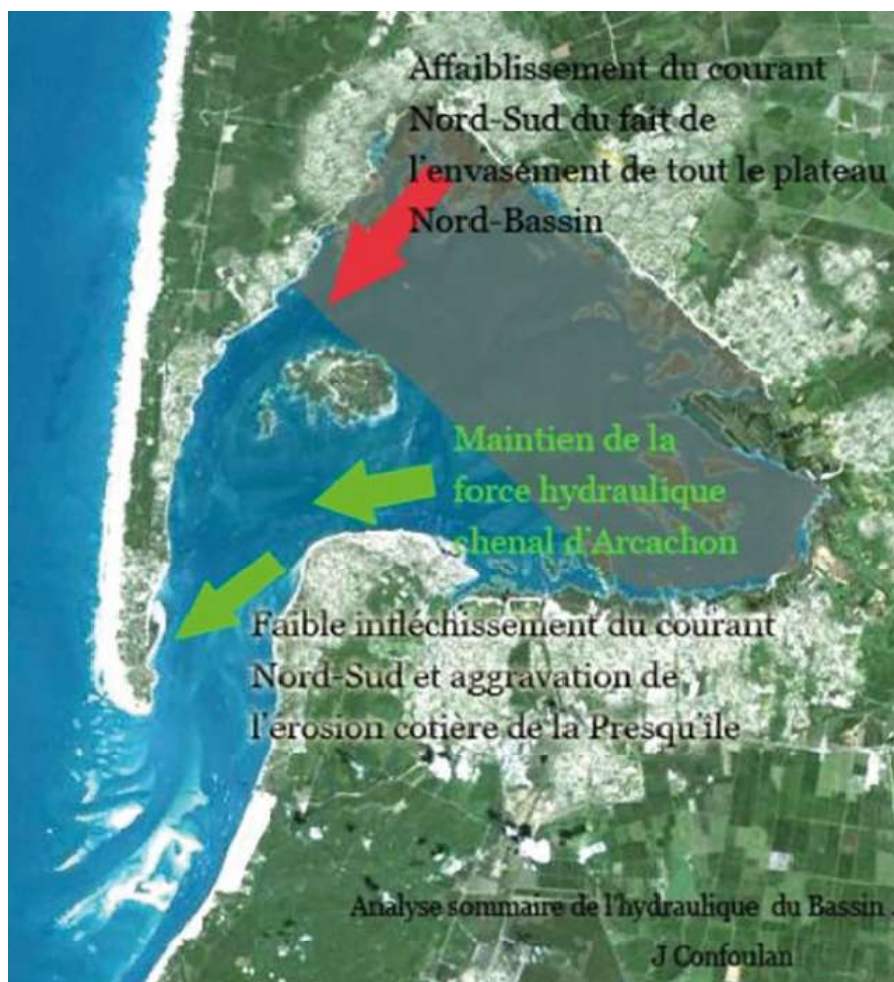 Affaiblissement du courant
Nord-Sud du fait de
l'envasement de tout le plateau
Nord-Bassin
Maintien de la
force hydraulique
chenal d'Arcachon
Faible infléchissement du courant
Nord-Sud et aggravation de
l'érosion cotière de la Presqu'île
Analyse sommaire de l'hydraulique du Bassin .
J Confoulan